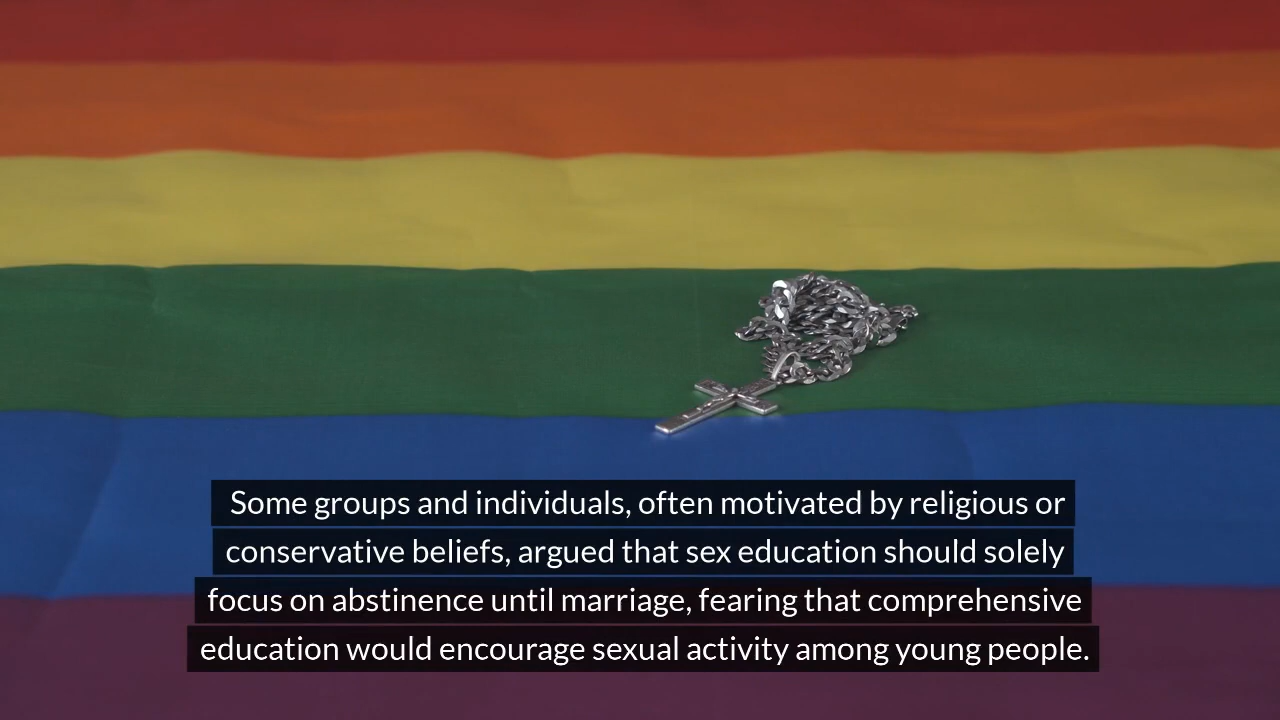 Some groups and individuals, often motivated by religious or
conservative beliefs, argued that sex education should solely
focus on abstinence until marriage, fearing that comprehensive
education would encourage sexual activity among young people.